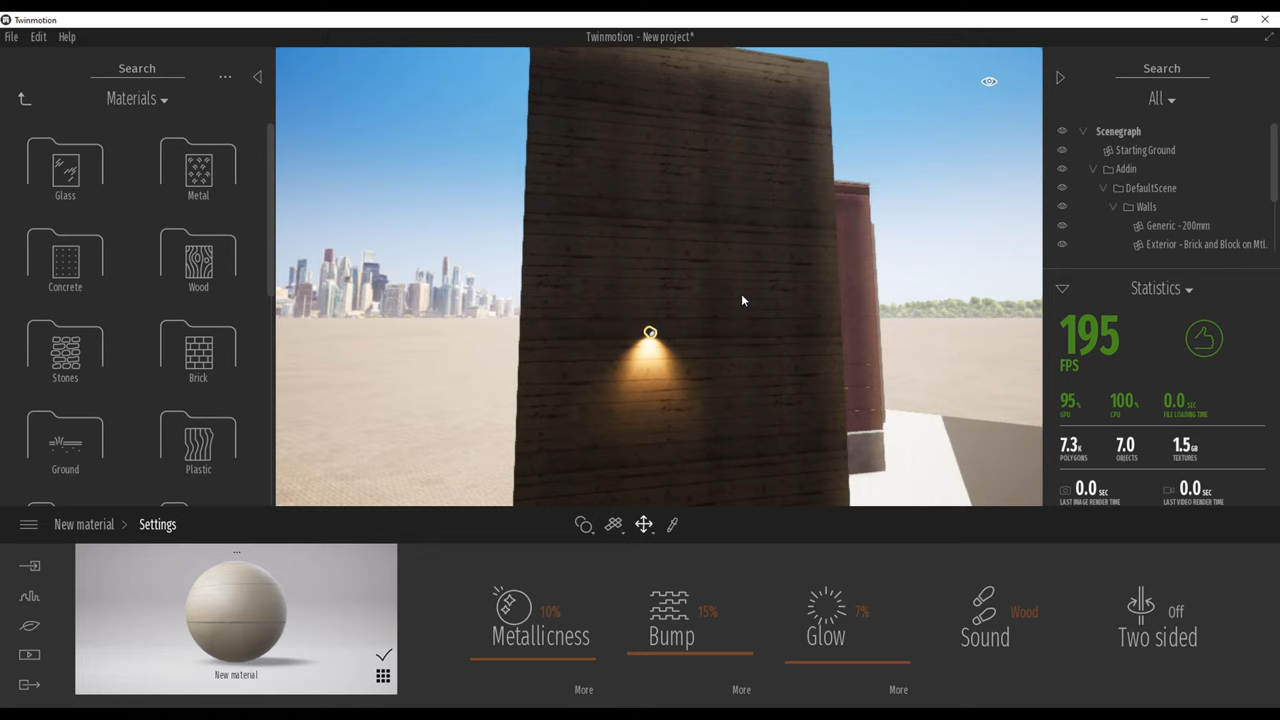 Twinmotion
File Edit Help
Twinmotion - New project*
Search
...
Materials
Glass
Metal
Concrete
Wood
Stones
Brick
Ground
Plastic
Search
All
Scenegraph
Starting Ground
Addin
DefaultScene
Walls
Generic - 200mm
Exterior - Brick and Block on Mtl.
Statistics
195
FPS
95% 100% 0.0 SEC
GPU CPU FILE LOADING TIME
7.3K 7.0 1.5GB
POLYGONS OBJECTS TEXTURES
0.0 SEC 0.0 SEC
LAST IMAGE RENDER TIME LAST VIDEO RENDER TIME
New material > Settings
...
New material
10%
Metallicness
More
15%
Bump
More
7%
Glow
More
Wood
Sound
Off
Two sided